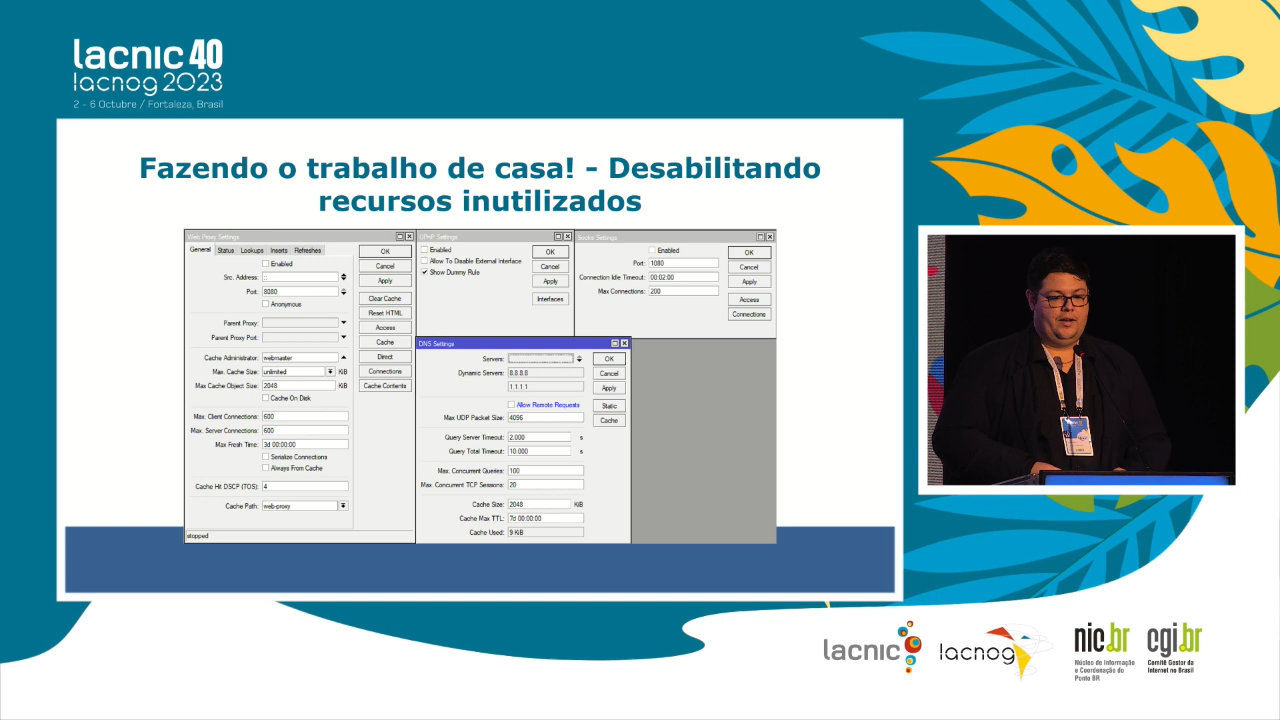 lacnic 40
lacnog 2023
2 - 6 Octubre / Fortaleza, Brasil
Fazendo o trabalho de casa! - Desabilitando
recursos inutilizados
Web Proxy Settings
General Status Lookups Inserts Refreshes
Enabled
Src. Address: ::
Port: 8080
Anonymous
Parent Proxy:
Parent Proxy Port:
Cache Administrator: webmaster
Max. Cache Size: unlimited KiB
Max Cache Object Size: 2048 KiB
Cache On Disk
Max. Client Connections: 600
Max. Server Connections: 600
Max Fresh Time: 3d 00:00:00
Serialize Connections
Always From Cache
Cache Hit DSCP (TOS): 4
Cache Path: web-proxy
stopped
OK
Cancel
Apply
Clear Cache
Reset HTML
Access
Cache
Direct
Connections
Cache Contents
UPnP Settings
Enabled
Allow To Disable External Interface
Show Dummy Rule
OK
Cancel
Apply
Interfaces
Socks Settings
Enabled
Port: 1080
Connection Idle Timeout: 00:02:00
Max Connections: 200
OK
Cancel
Apply
Access
Connections
DNS Settings
Servers:
Dynamic Servers: 8.8.8.8
1.1.1.1
Allow Remote Requests
Max UDP Packet Size: 4096
Query Server Timeout: 2.000 s
Query Total Timeout: 10.000 s
Max. Concurrent Queries: 100
Max. Concurrent TCP Sessions: 20
Cache Size: 2048 KiB
Cache Max TTL: 7d 00:00:00
Cache Used: 9 KiB
OK
Cancel
Apply
Static
Cache
lacnic
lacnog
nic.br
Núcleo de Informação
e Coordenação do
Ponto BR
cgi.br
Comitê Gestor da
Internet no Brasil